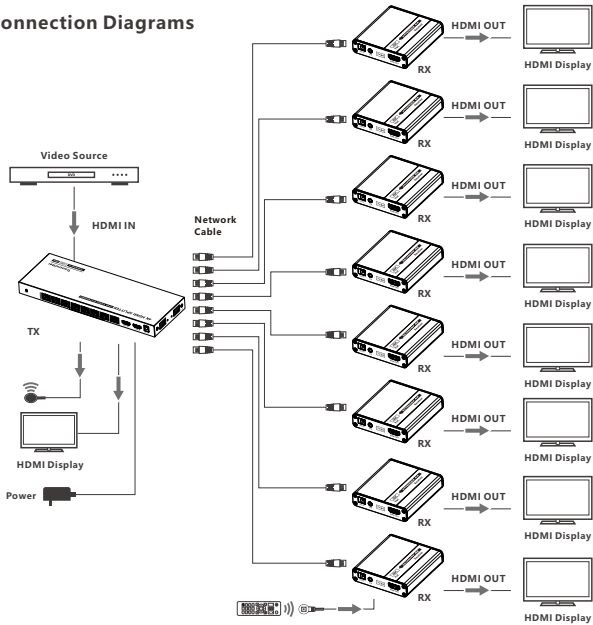 onnection Diagrams
Video Source
HDMI IN
TX
HDMI Display
Power
Network
Cable
RX
HDMI OUT
HDMI Display
RX
HDMI OUT
HDMI Display
RX
HDMI OUT
HDMI Display
RX
HDMI OUT
HDMI Display
RX
HDMI OUT
HDMI Display
RX
HDMI OUT
HDMI Display
RX
HDMI OUT
HDMI Display
RX
HDMI OUT
HDMI Display